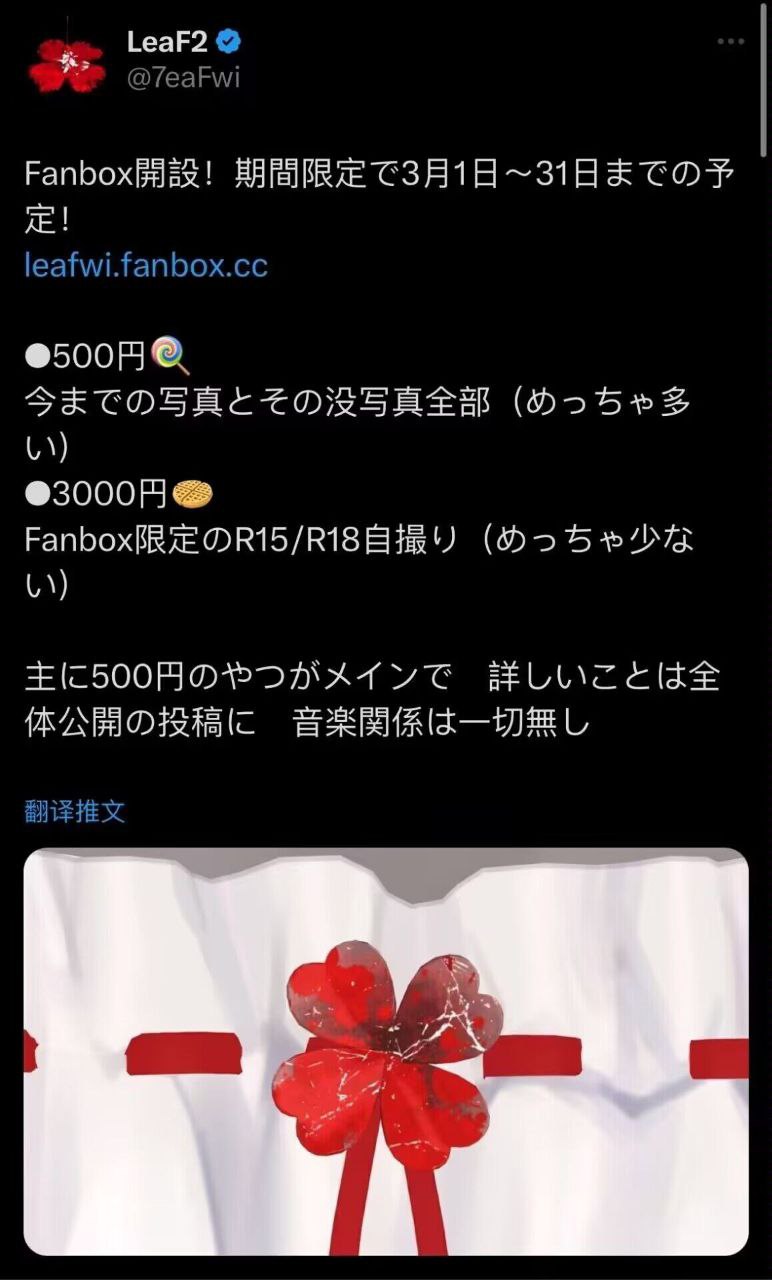 LeaF2
@7eaFwi
Fanbox開設！期間限定で3月1日〜31日までの予
定！
leafwi.fanbox.cc
●500円🍭
今までの写真とその没写真全部（めっちゃ多
い）
●3000円🧇
Fanbox限定のR15/R18自撮り（めっちゃ少な
い）
主に500円のやつがメインで　詳しいことは全
体公開の投稿に　音楽関係は一切無し
翻译推文